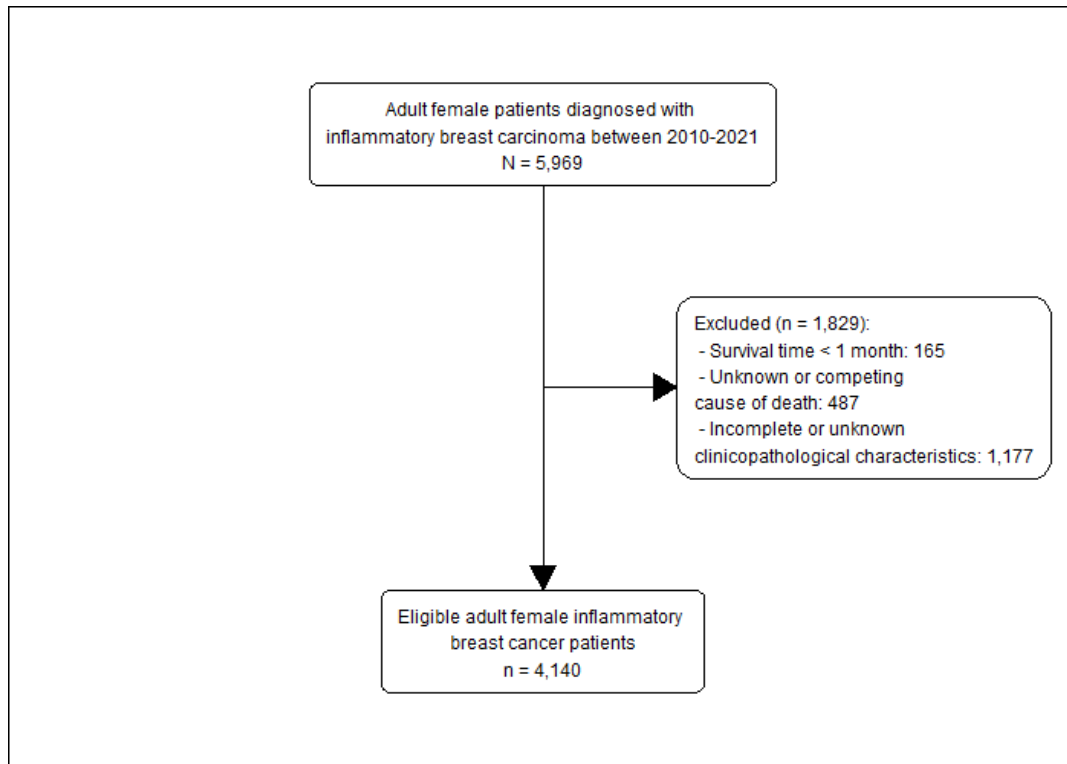 Adult female patients diagnosed with
inflammatory breast carcinoma between 2010-2021
N = 5,969
Excluded (n = 1,829):
- Survival time < 1 month: 165
- Unknown or competing
cause of death: 487
- Incomplete or unknown
clinicopathological characteristics: 1,177
Eligible adult female inflammatory
breast cancer patients
n = 4,140